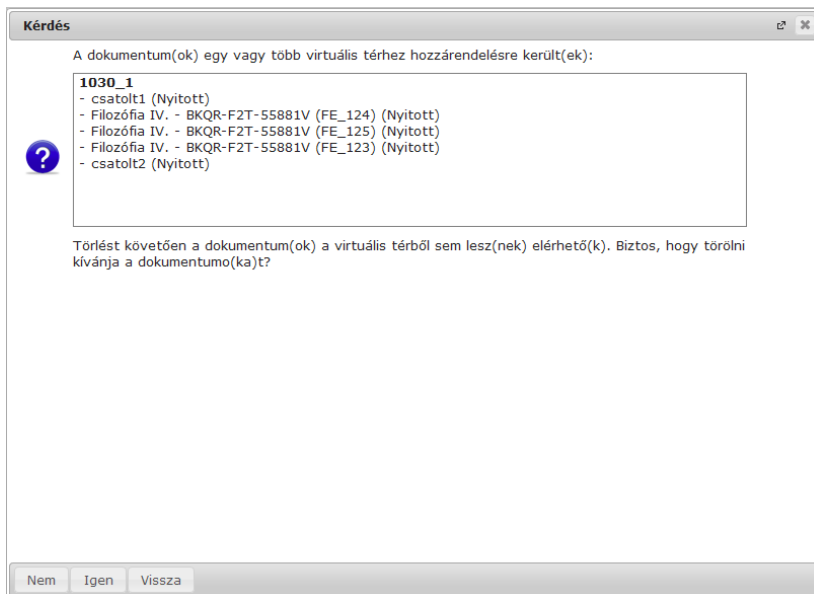 Kérdés
A dokumentum(ok) egy vagy több virtuális térhez hozzárendelésre került(ek):
1030_1
- csatolt1 (Nyitott)
- Filozófia IV. - BKQR-F2T-55881V (FE_124) (Nyitott)
- Filozófia IV. - BKQR-F2T-55881V (FE_125) (Nyitott)
- Filozófia IV. - BKQR-F2T-55881V (FE_123) (Nyitott)
- csatolt2 (Nyitott)
?
Törlést követően a dokumentum(ok) a virtuális térből sem lesz(nek) elérhető(k). Biztos, hogy törölni
kívánja a dokumentumo(ka)t?
Nem Igen Vissza